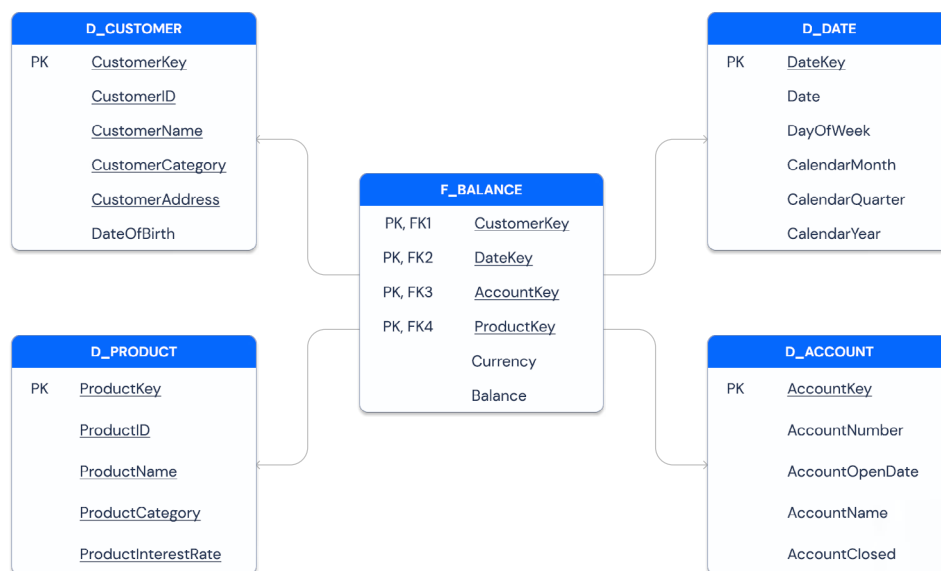 D_CUSTOMER
PK CustomerKey
CustomerID
CustomerName
CustomerCategory
CustomerAddress
DateOfBirth
D_DATE
PK DateKey
Date
DayOfWeek
CalendarMonth
CalendarQuarter
CalendarYear
F_BALANCE
PK, FK1 CustomerKey
PK, FK2 DateKey
PK, FK3 AccountKey
PK, FK4 ProductKey
Currency
Balance
D_PRODUCT
PK ProductKey
ProductID
ProductName
ProductCategory
ProductInterestRate
D_ACCOUNT
PK AccountKey
AccountNumber
AccountOpenDate
AccountName
AccountClosed